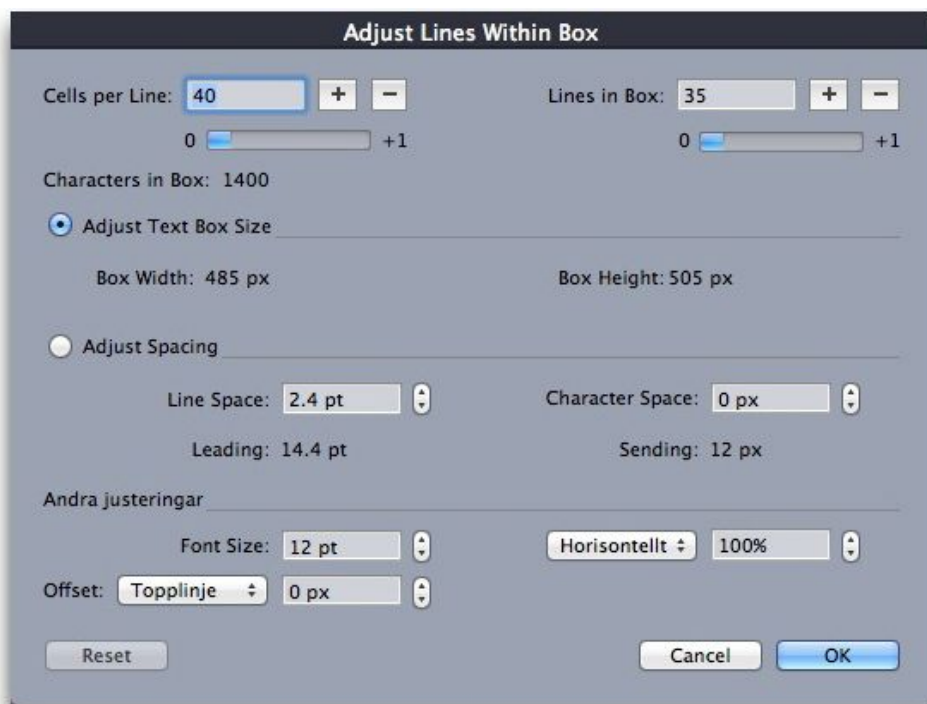 Adjust Lines Within Box
Cells per Line: 40 + − Lines in Box: 35 + −
0 +1 0 +1
Characters in Box: 1400
Adjust Text Box Size
Box Width: 485 px Box Height: 505 px
Adjust Spacing
Line Space: 2.4 pt Character Space: 0 px
Leading: 14.4 pt Sending: 12 px
Andra justeringar
Font Size: 12 pt Horisontellt 100%
Offset: Topplinje 0 px
Reset Cancel OK